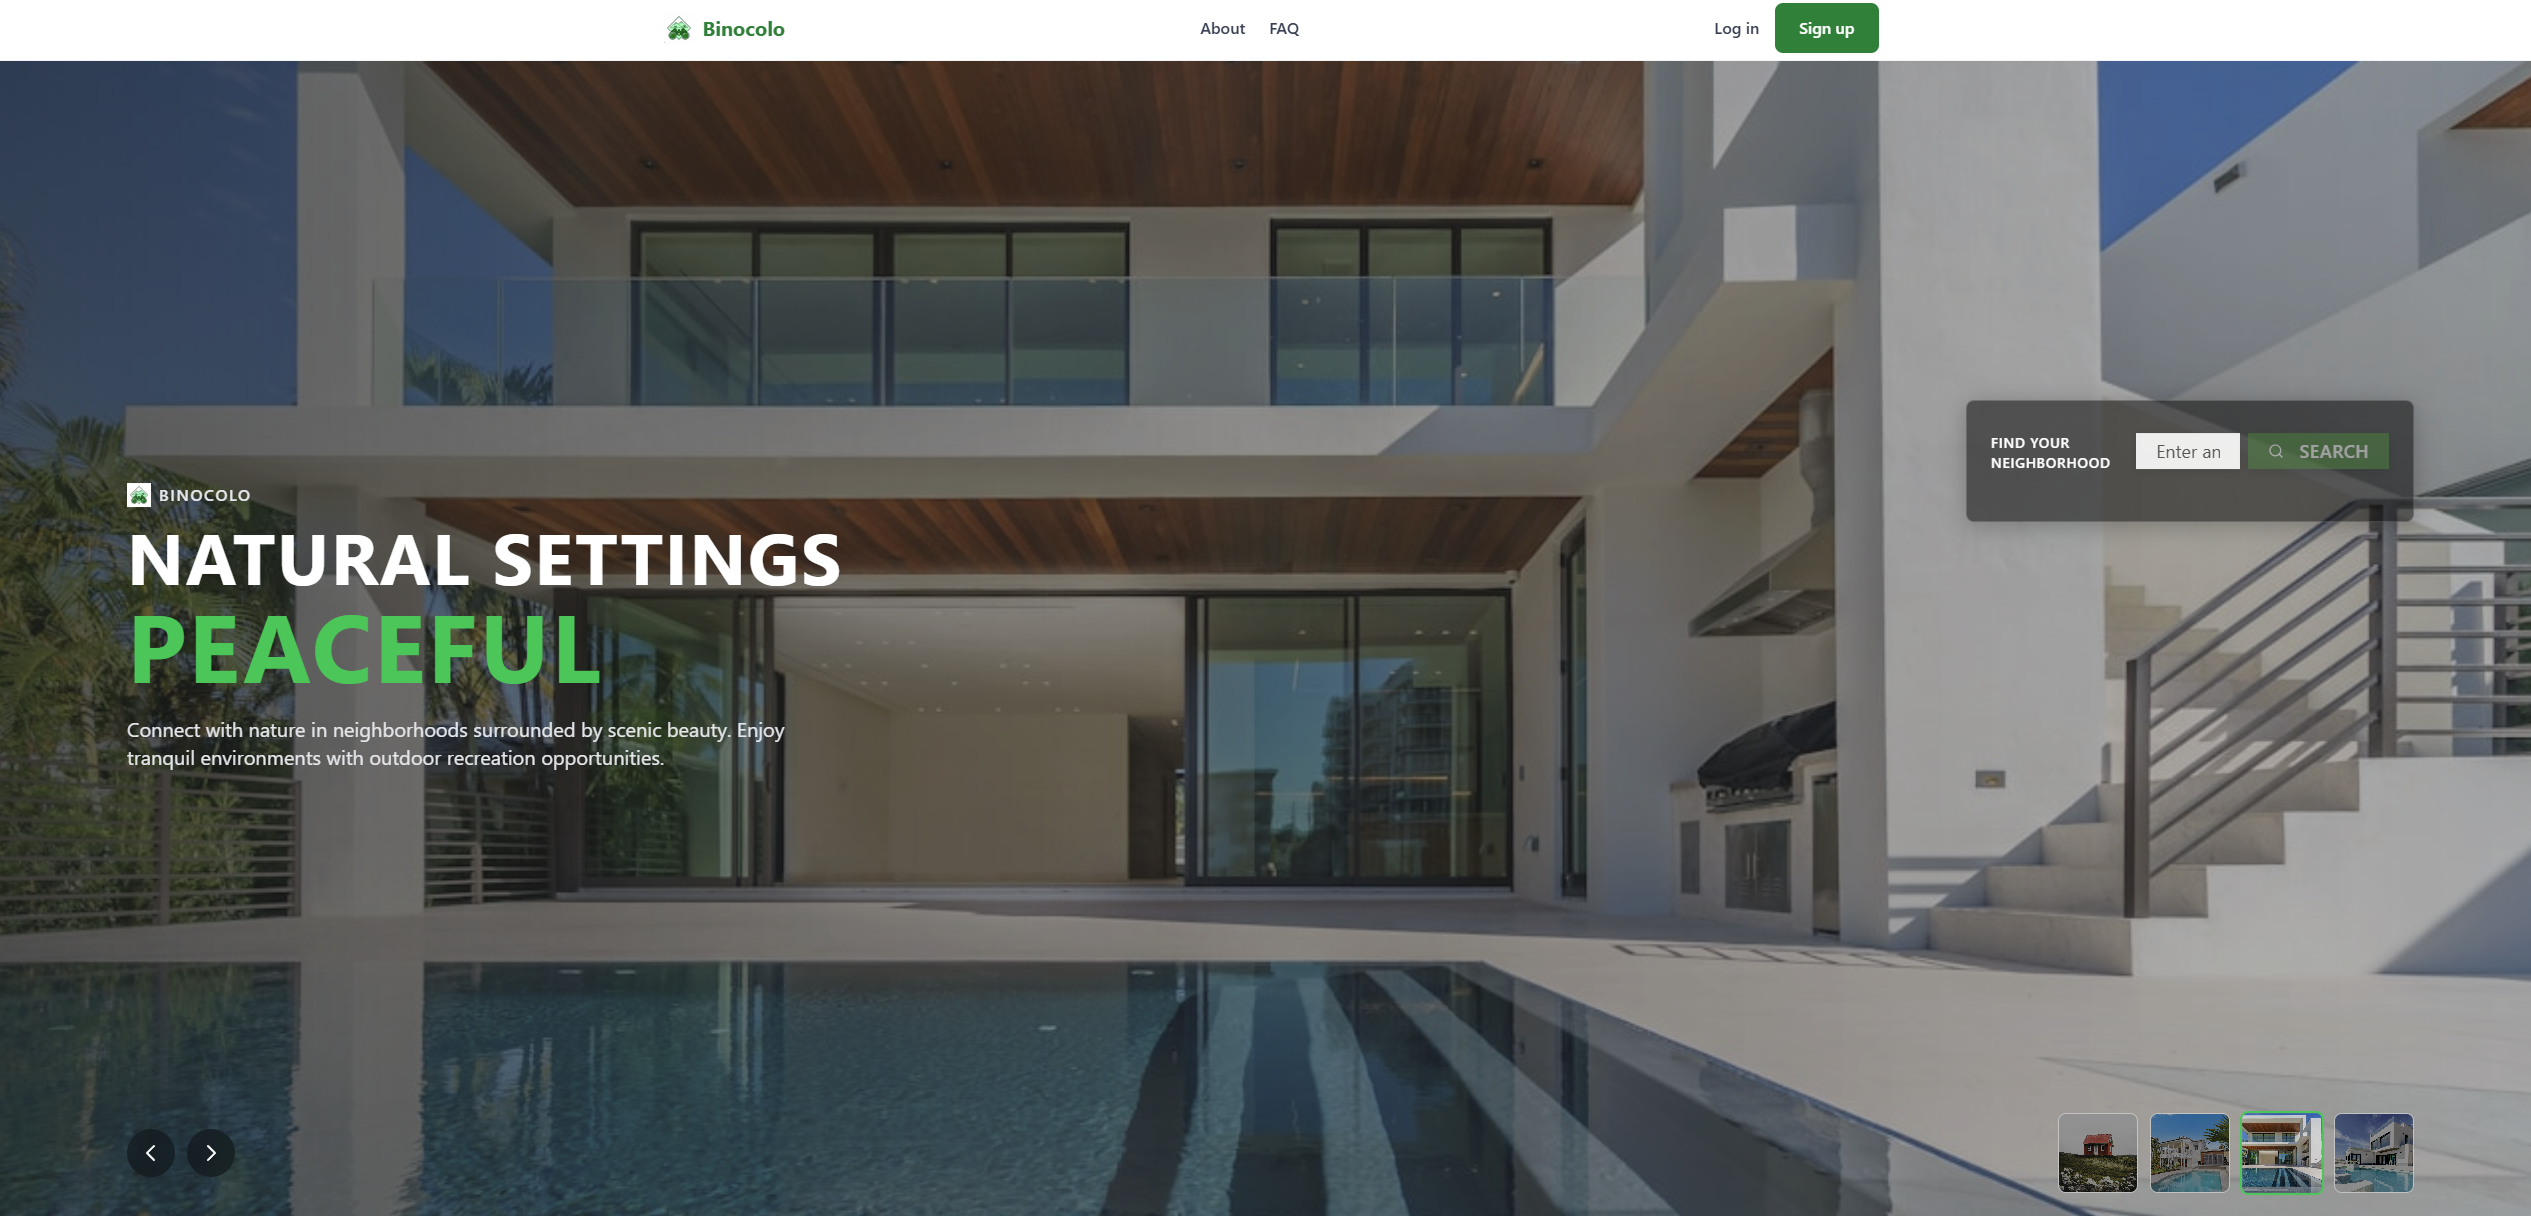 Binocolo
About
FAQ
Log in
Sign up
FIND YOUR
NEIGHBORHOOD
Enter an
SEARCH
BINOCOLO
NATURAL SETTINGS
PEACEFUL
Connect with nature in neighborhoods surrounded by scenic beauty. Enjoy
tranquil environments with outdoor recreation opportunities.